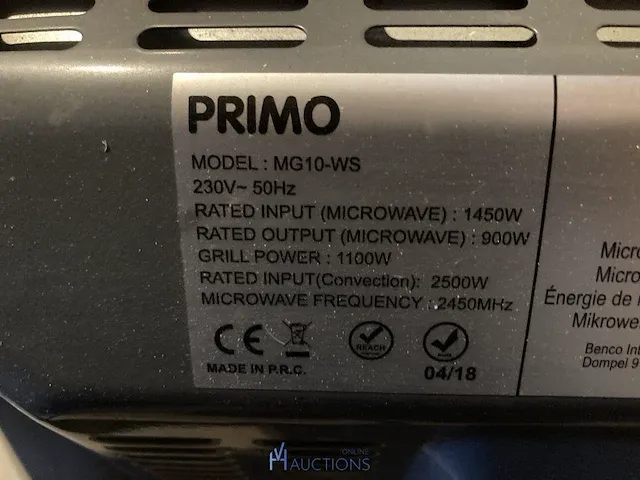 PRIMO
MODEL : MG10-WS
230V~ 50Hz
RATED INPUT (MICROWAVE) : 1450W
RATED OUTPUT (MICROWAVE) : 900W
GRILL POWER : 1100W
RATED INPUT(Convection): 2500W
MICROWAVE FREQUENCY : 2450MHz
CE
REACH
MADE IN P.R.C.
04/18
Micro
Micro
Énergie de
Mikrowe
Benco Int
Dompel 9
ONLINE
AUCTIONS